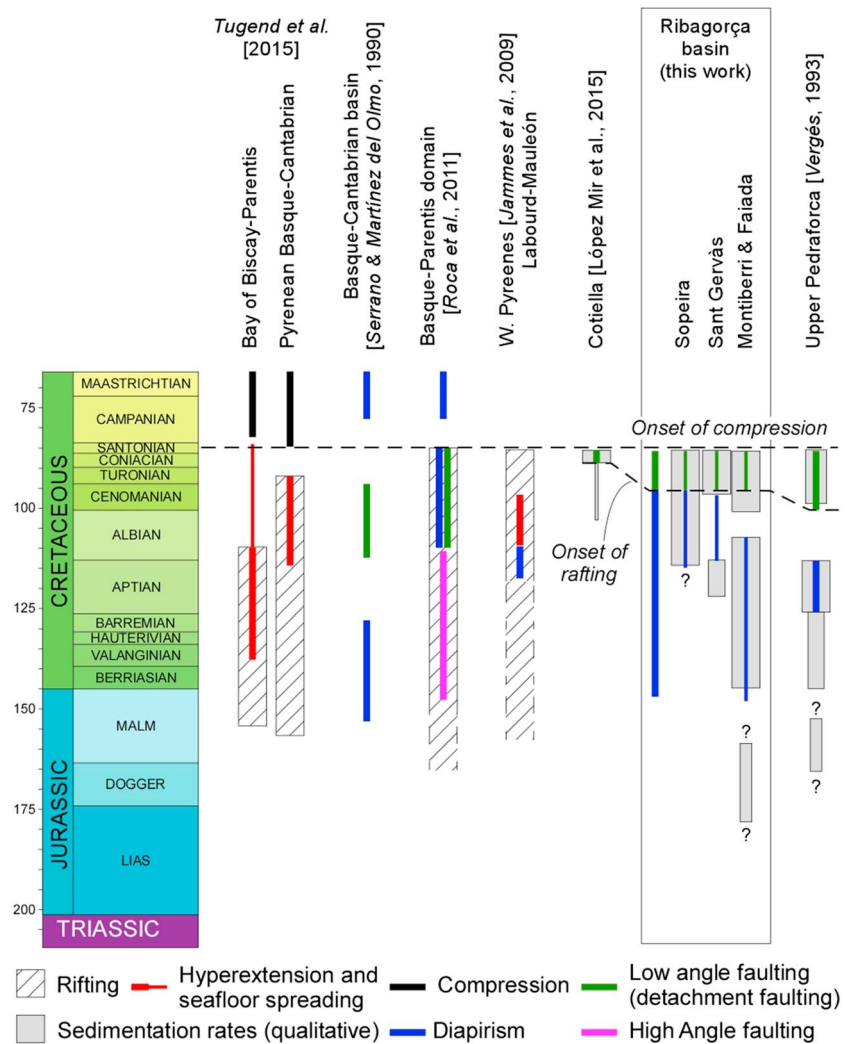 Tugend et al.
[2015]
Bay of Biscay-Parentis
Pyrenean Basque-Cantabrian
Basque-Cantabrian basin
[Serrano & Martínez del Olmo, 1990]
Basque-Parentis domain
[Roca et al., 2011]
W. Pyreenes [Jammes et al., 2009]
Labourd-Mauleón
Cotiella [López Mir et al., 2015]
Ribagorça
basin
(this work)
Sopeira
Sant Gervàs
Montiberri & Faiada
Upper Pedraforca [Vergés, 1993]
75
100
125
150
175
200
CRETACEOUS
JURASSIC
TRIASSIC
MAASTRICHTIAN
CAMPANIAN
SANTONIAN
CONIACIAN
TURONIAN
CENOMANIAN
ALBIAN
APTIAN
BARREMIAN
HAUTERIVIAN
VALANGINIAN
BERRIASIAN
MALM
DOGGER
LIAS
Onset of compression
Onset of
rafting
?
?
?
?
?
Rifting
Hyperextension and
seafloor spreading
Compression
Low angle faulting
(detachment faulting)
Sedimentation rates (qualitative)
Diapirism
High Angle faulting